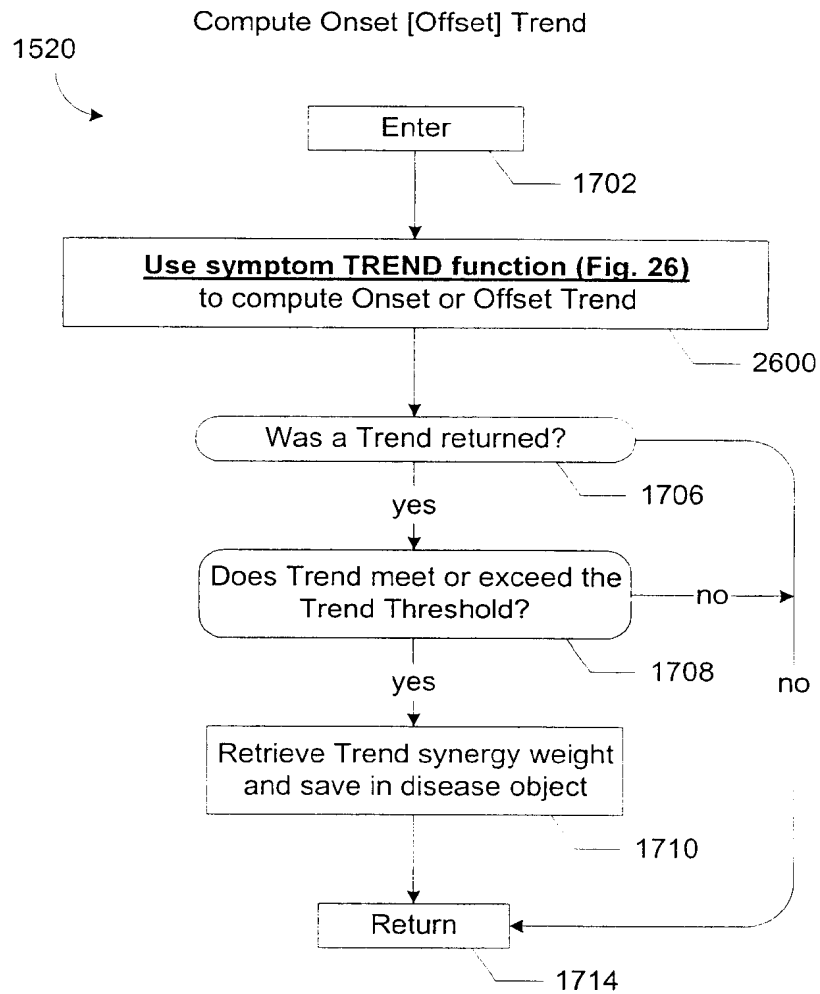 Compute Onset [Offset] Trend
1520
Enter
1702
Use symptom TREND function (Fig. 26)
to compute Onset or Offset Trend
2600
Was a Trend returned?
1706
yes
Does Trend meet or exceed the
Trend Threshold?
no
1708
yes
no
Retrieve Trend synergy weight
and save in disease object
1710
Return
1714